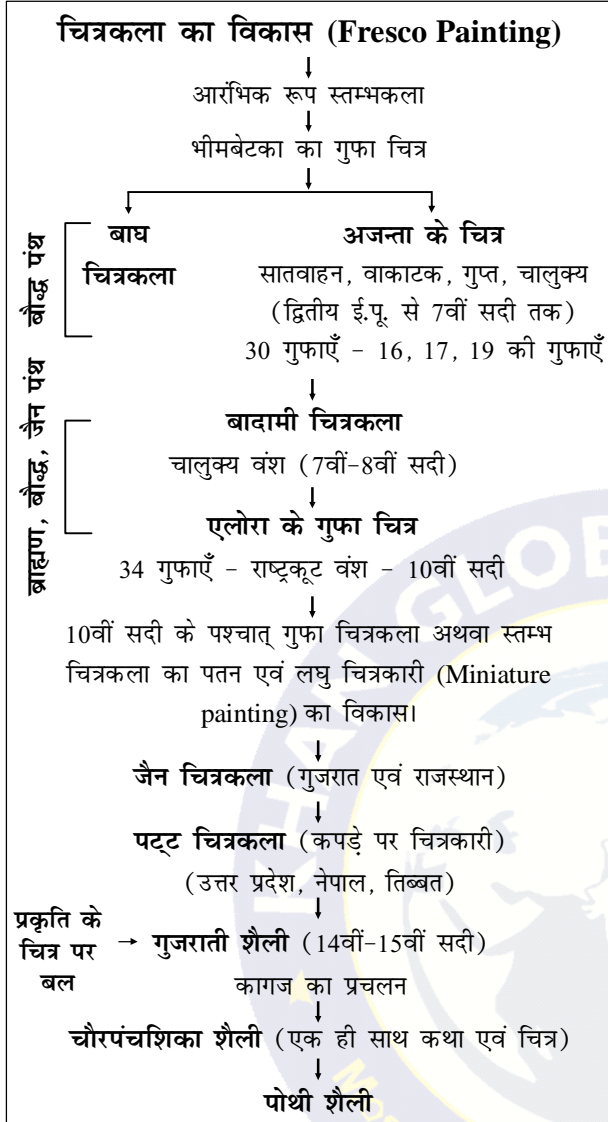 चित्रकला का विकास (Fresco Painting)
आरंभिक रूप स्तम्भकला
भीमबेटका का गुफा चित्र
बौद्ध पंथ
बाघ
चित्रकला
अजन्ता के चित्र
सातवाहन, वाकाटक, गुप्त, चालुक्य
(द्वितीय ई.पू. से 7वीं सदी तक)
30 गुफाएँ - 16, 17, 19 की गुफाएँ
ब्राह्मण, बौद्ध, जैन पंथ
बादामी चित्रकला
चालुक्य वंश (7वीं-8वीं सदी)
एलोरा के गुफा चित्र
34 गुफाएँ - राष्ट्रकूट वंश - 10वीं सदी
10वीं सदी के पश्चात् गुफा चित्रकला अथवा स्तम्भ
चित्रकला का पतन एवं लघु चित्रकारी (Miniature
painting) का विकास।
जैन चित्रकला (गुजरात एवं राजस्थान)
पट्ट चित्रकला (कपड़े पर चित्रकारी)
(उत्तर प्रदेश, नेपाल, तिब्बत)
प्रकृति के
चित्र पर
बल
गुजराती शैली (14वीं-15वीं सदी)
कागज का प्रचलन
चौरपंचशिका शैली (एक ही साथ कथा एवं चित्र)
पोथी शैली
KHAN GLOB
Mos